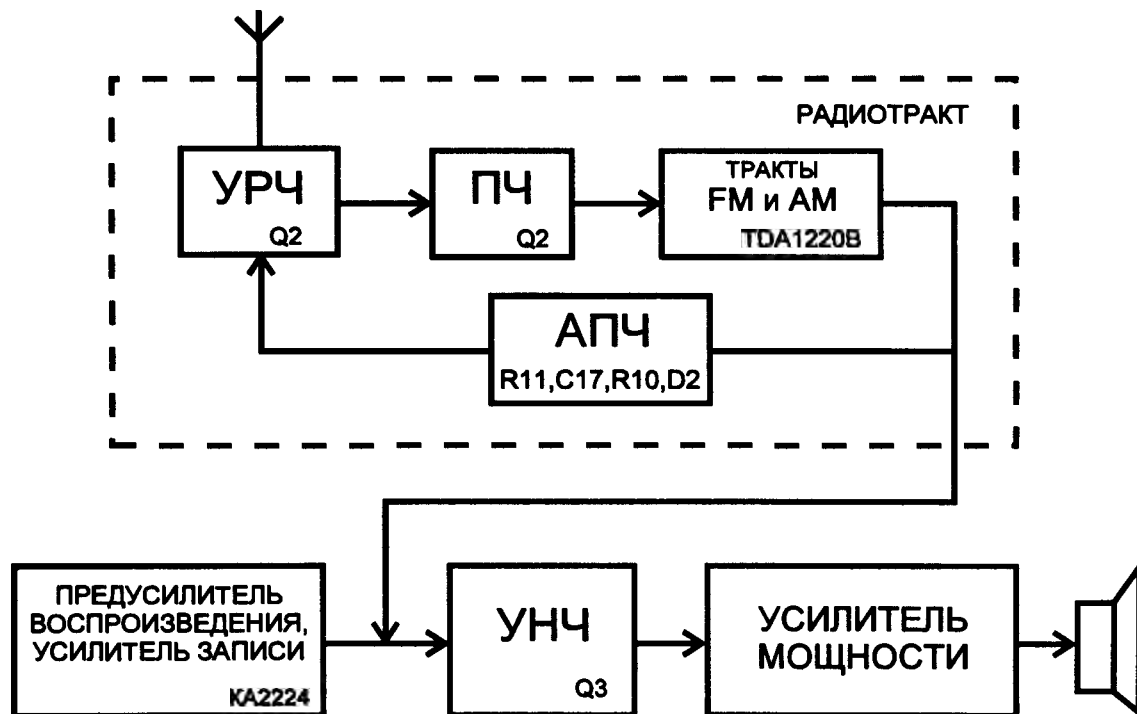 РАДИОТРАКТ
УРЧ
Q2
ПЧ
Q2
ТРАКТЫ
FM и AM
TDA1220B
АПЧ
R11,C17,R10,D2
ПРЕДУСИЛИТЕЛЬ
ВОСПРОИЗВЕДЕНИЯ,
УСИЛИТЕЛЬ ЗАПИСИ
KA2224
УНЧ
Q3
УСИЛИТЕЛЬ
МОЩНОСТИ